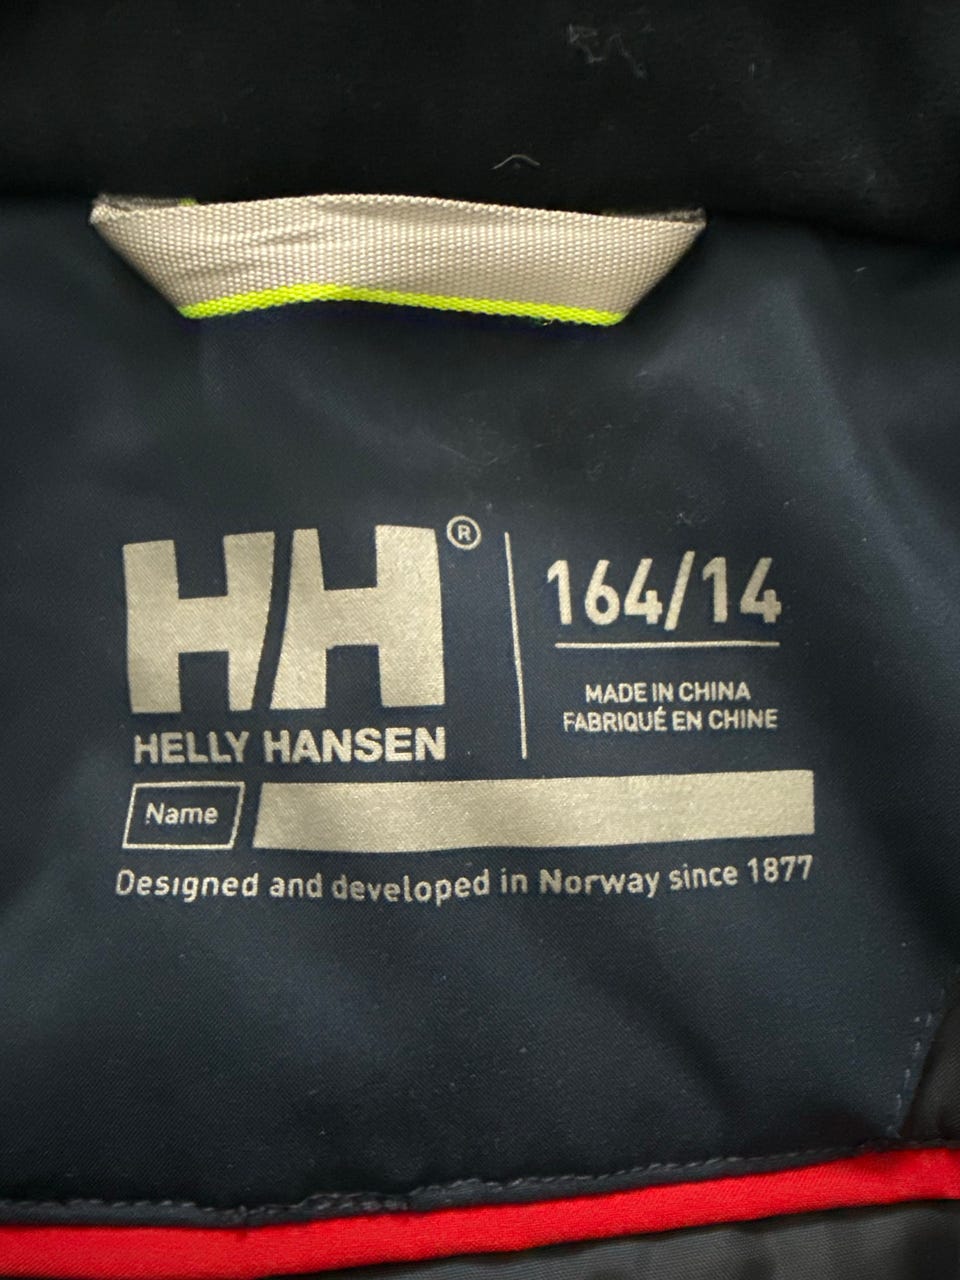 HH®
HELLY HANSEN
164/14
MADE IN CHINA
FABRIQUÉ EN CHINE
Name
Designed and developed in Norway since 1877